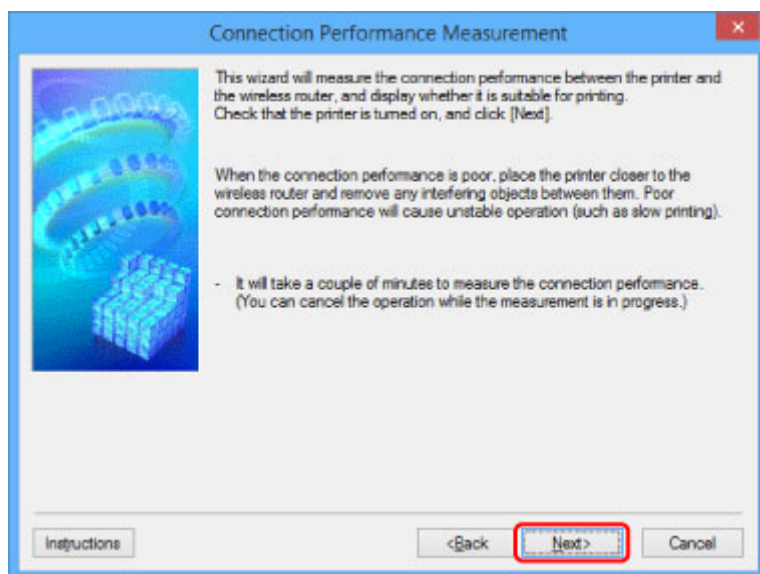 Connection Performance Measurement
This wizard will measure the connection performance between the printer and
the wireless router, and display whether it is suitable for printing.
Check that the printer is turned on, and click [Next].
When the connection performance is poor, place the printer closer to the
wireless router and remove any interfering objects between them. Poor
connection performance will cause unstable operation (such as slow printing).
- It will take a couple of minutes to measure the connection performance.
(You can cancel the operation while the measurement is in progress.)
Instructions <Back Next> Cancel